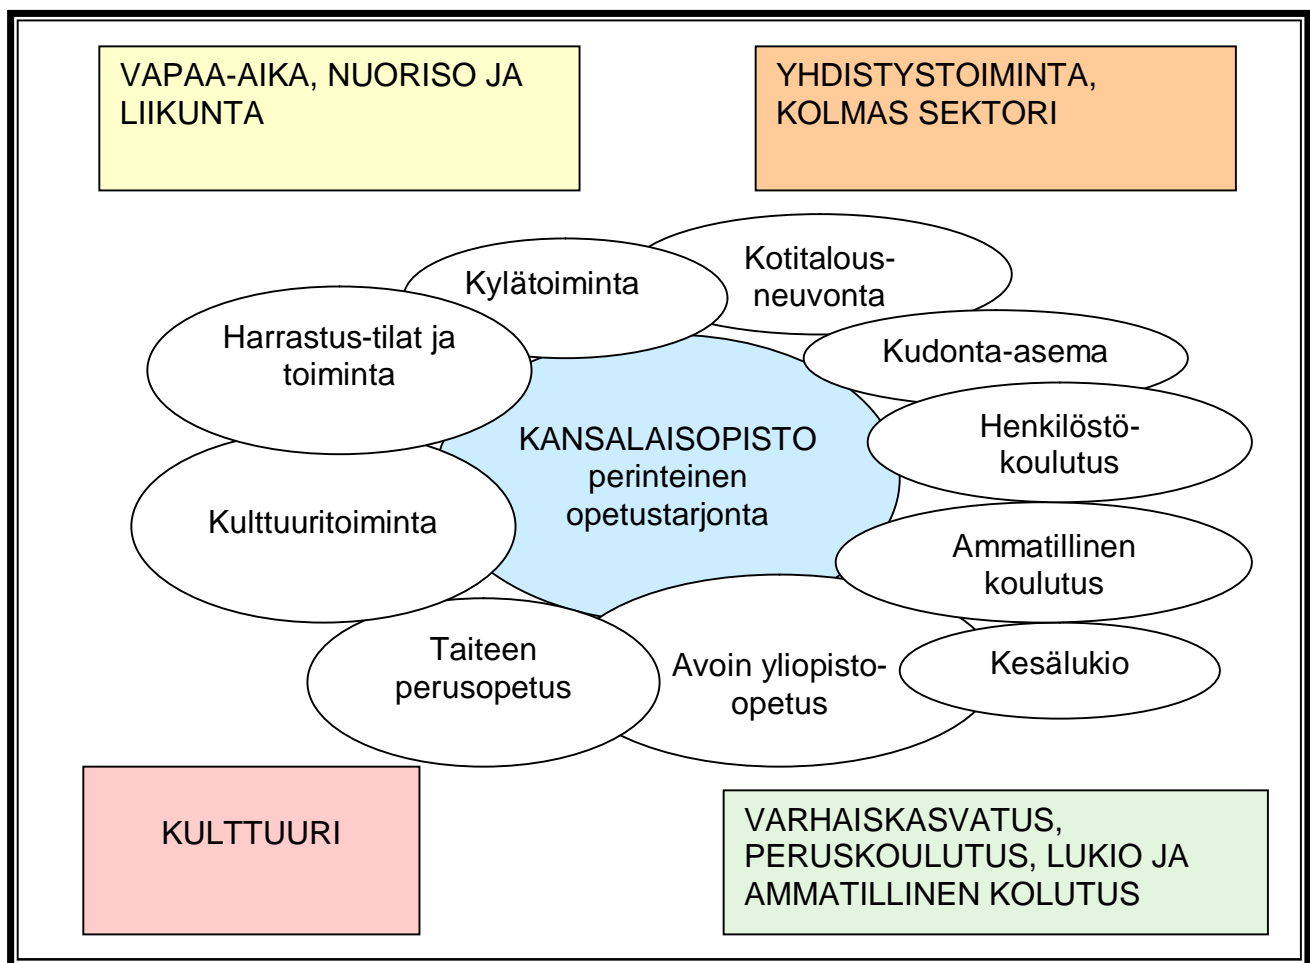 VAPAA-AIKA, NUORISO JA
LIIKUNTA
YHDISTYSTOIMINTA,
KOLMAS SEKTORI
Kotitalous-
neuvonta
Kylätoiminta
Harrastus-tilat ja
toiminta
Kudonta-asema
Henkilöstö-
koulutus
KANSALAISOPISTO
perinteinen
opetustarjonta
Kulttuuritoiminta
Ammatillinen
koulutus
Taiteen
perusopetus
Avoin yliopisto-
opetus
Kesälukio
KULTTUURI
VARHAISKASVATUS,
PERUSKOULUTUS, LUKIO JA
AMMATILLINEN KOLUTUS